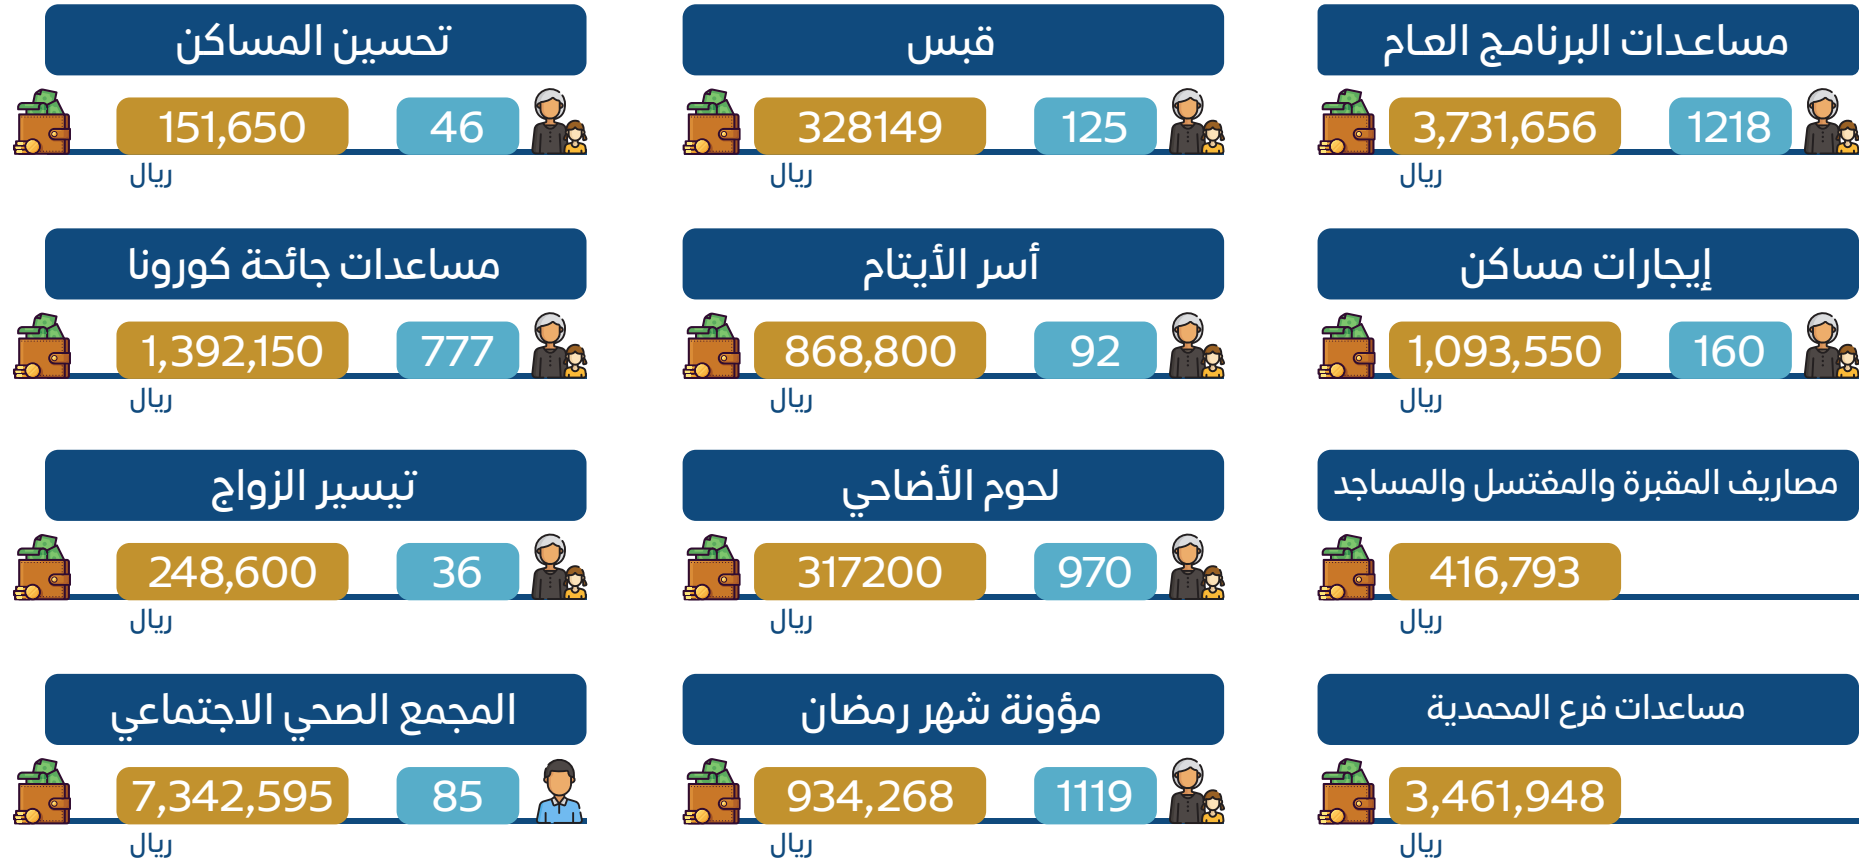 مساعدات البرنامج العام
1218
3,731,656
ريال
قبس
125
328149
ريال
تحسين المساكن
46
151,650
ريال
إيجارات مساكن
160
1,093,550
ريال
أسر الأيتام
92
868,800
ريال
مساعدات جائحة كورونا
777
1,392,150
ريال
مصاريف المقبرة والمغتسل والمساجد
416,793
ريال
لحوم الأضاحي
970
317200
ريال
تيسير الزواج
36
248,600
ريال
مساعدات فرع المحمدية
3,461,948
ريال
مؤونة شهر رمضان
1119
934,268
ريال
المجمع الصحي الاجتماعي
85
7,342,595
ريال